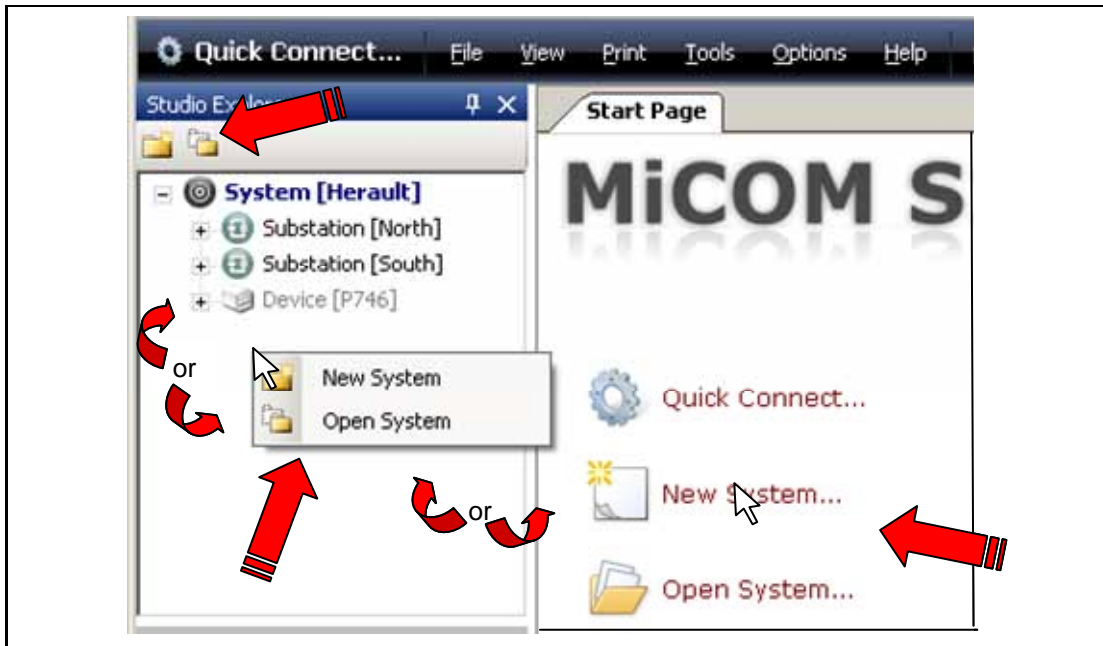 Quick Connect... File View Print Tools Options Help
Studio
Start Page
MiCOM S
System [Herault]
Substation [North]
Substation [South]
Device [P746]
or
New System
Open System
Quick Connect...
or
New System...
Open System...